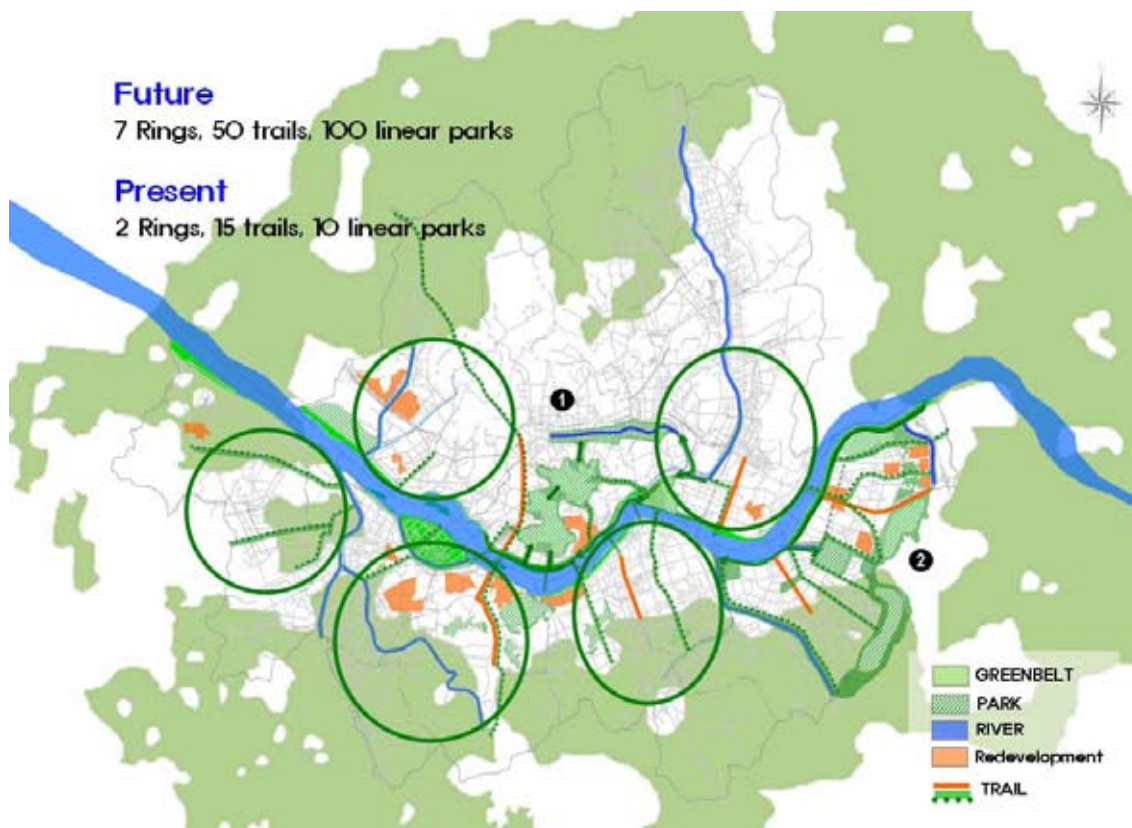 Future
7 Rings, 50 trails, 100 linear parks
Present
2 Rings, 15 trails, 10 linear parks
1
2
GREENBELT
PARK
RIVER
Redevelopment
TRAIL